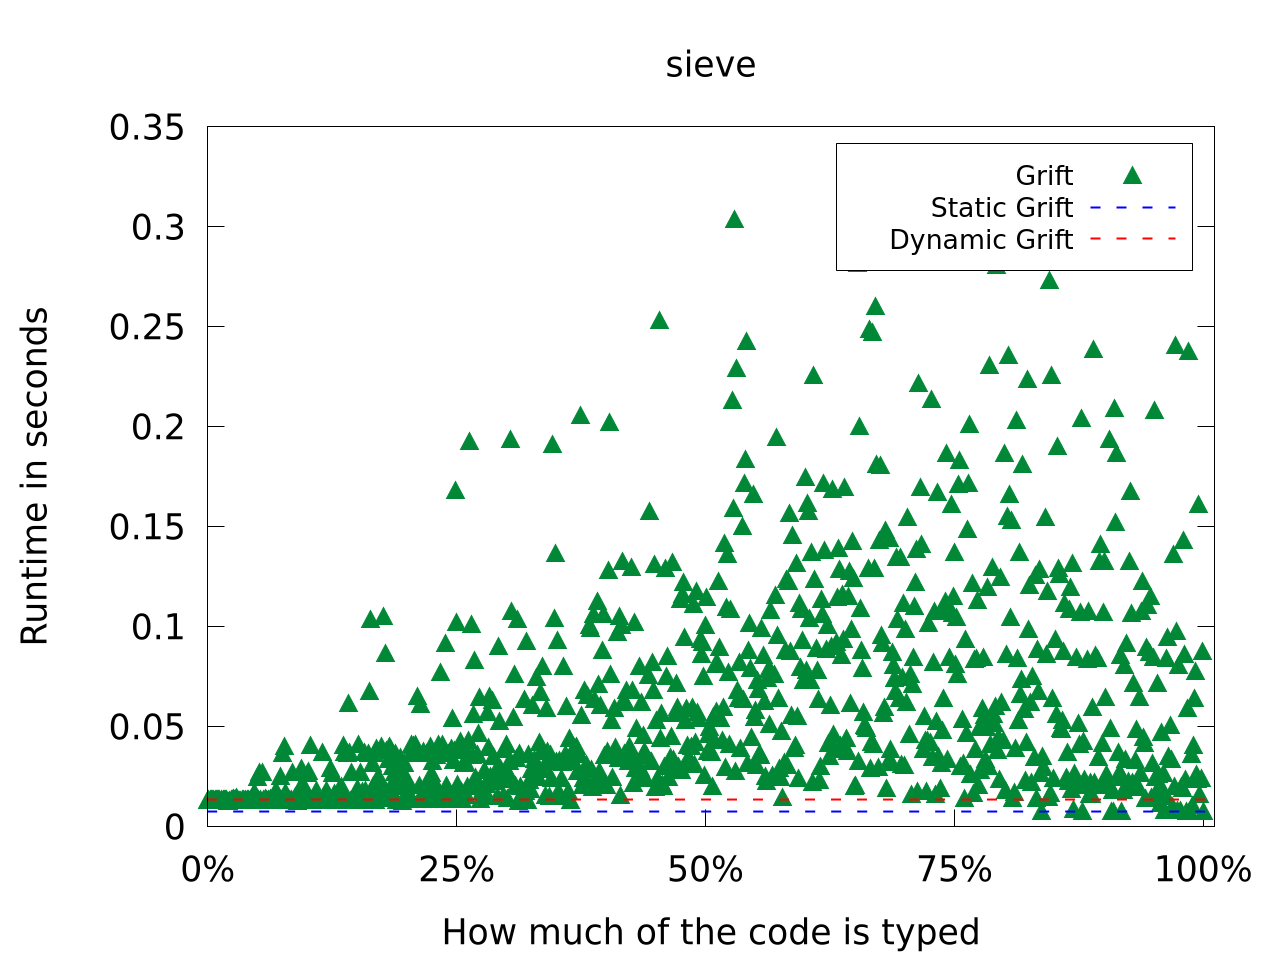 sieve
0.35
0.3
0.25
0.2
0.15
0.1
0.05
0
Runtime in seconds
Grift
Static Grift
Dynamic Grift
0% 25% 50% 75% 100%
How much of the code is typed